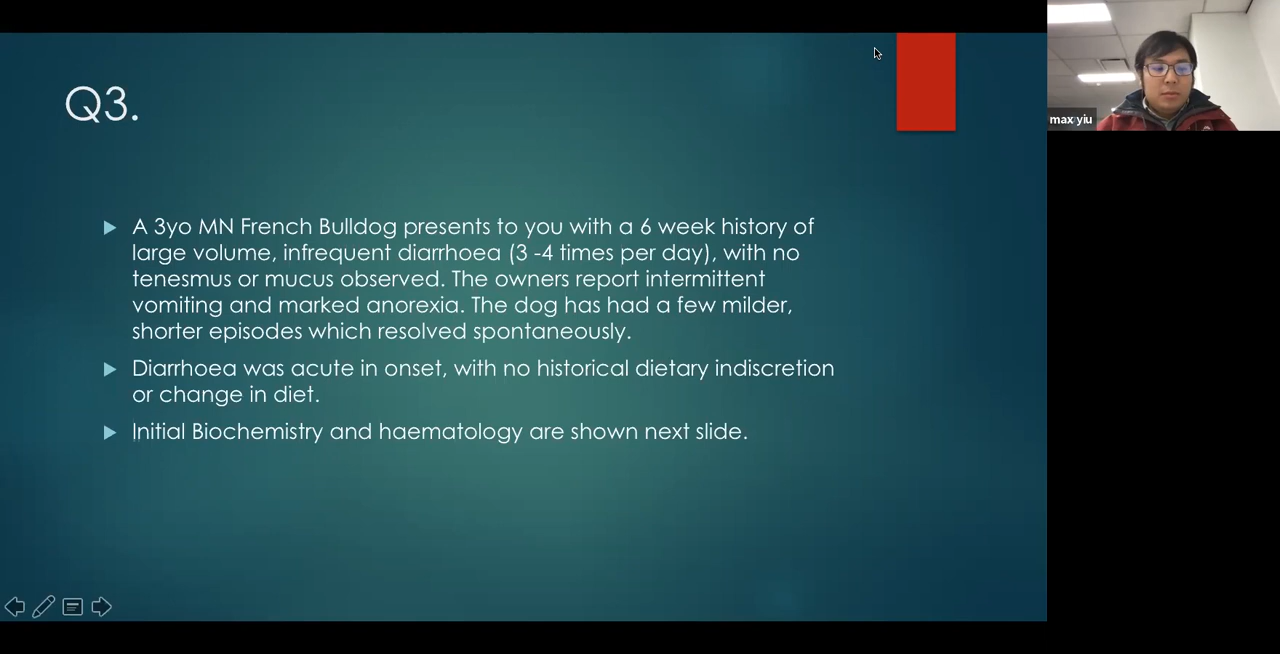 Q3.
A 3yo MN French Bulldog presents to you with a 6 week history of
large volume, infrequent diarrhoea (3 -4 times per day), with no
tenesmus or mucus observed. The owners report intermittent
vomiting and marked anorexia. The dog has had a few milder,
shorter episodes which resolved spontaneously.
Diarrhoea was acute in onset, with no historical dietary indiscretion
or change in diet.
Initial Biochemistry and haematology are shown next slide.
max yiu